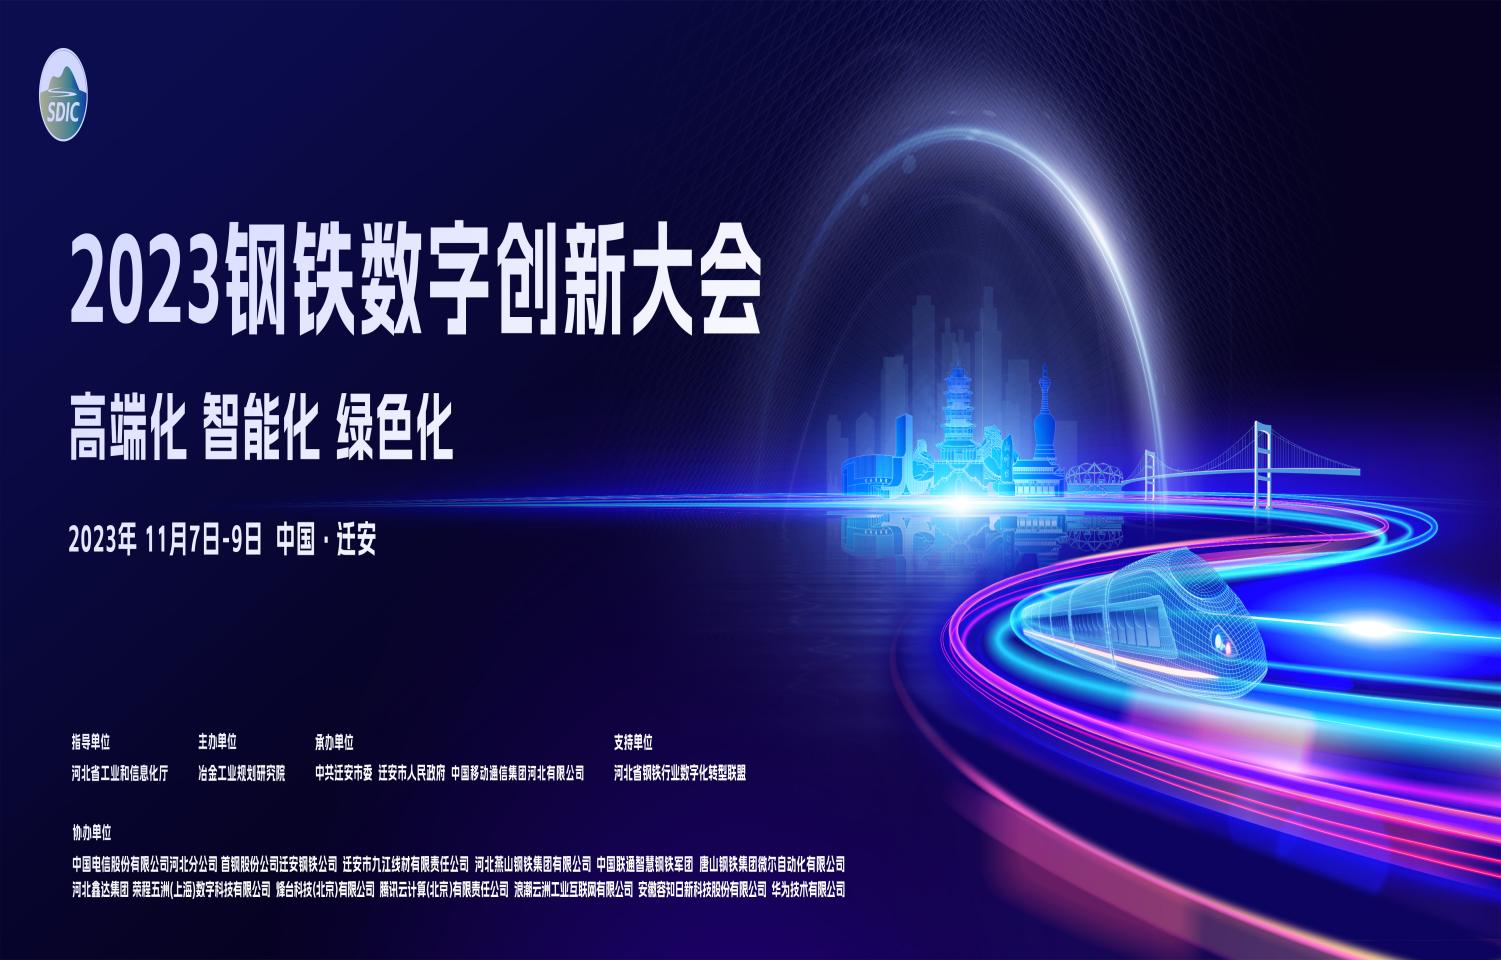 SDIC
2023钢铁数字创新大会
高端化 智能化 绿色化
2023年 11月7日-9日 中国·迁安
指导单位
河北省工业和信息化厅
主办单位
冶金工业规划研究院
承办单位
中共迁安市委 迁安市人民政府 中国移动通信集团河北有限公司
支持单位
河北省钢铁行业数字化转型联盟
协办单位
中国电信股份有限公司河北分公司 首钢股份公司迁安钢铁公司 迁安市九江线材有限责任公司 河北燕山钢铁集团有限公司 中国联通智慧钢铁军团 唐山钢铁集团微尔自动化有限公司
河北鑫达集团 荣程五洲(上海)数字科技有限公司 蜂台科技(北京)有限公司 腾讯云计算(北京)有限责任公司 浪潮云洲工业互联网有限公司 安徽容知日新科技股份有限公司 华为技术有限公司